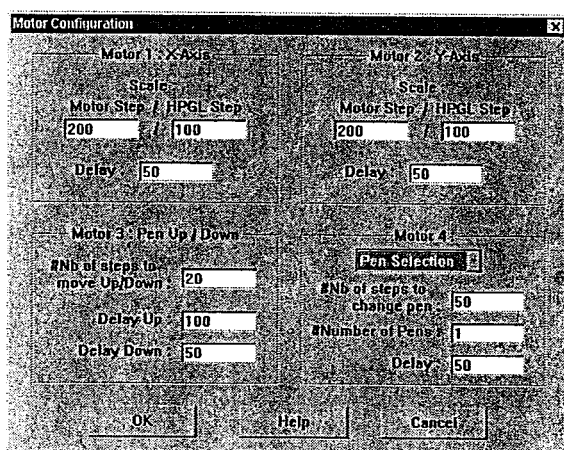 Motor Configuration
Motor 1 : X-Axis
Scale
Motor Step / HPGL Step
200 / 100
Delay : 50
Motor 2 : Y-Axis
Scale
Motor Step / HPGL Step
200 / 100
Delay : 50
Motor 3 : Pen Up / Down
#Nb of steps to
move Up/Down : 20
Delay Up : 100
Delay Down : 50
Motor 4 :
Pen Selection
#Nb of steps to
change pen : 50
#Number of Pens : 1
Delay : 50
OK
Help
Cancel